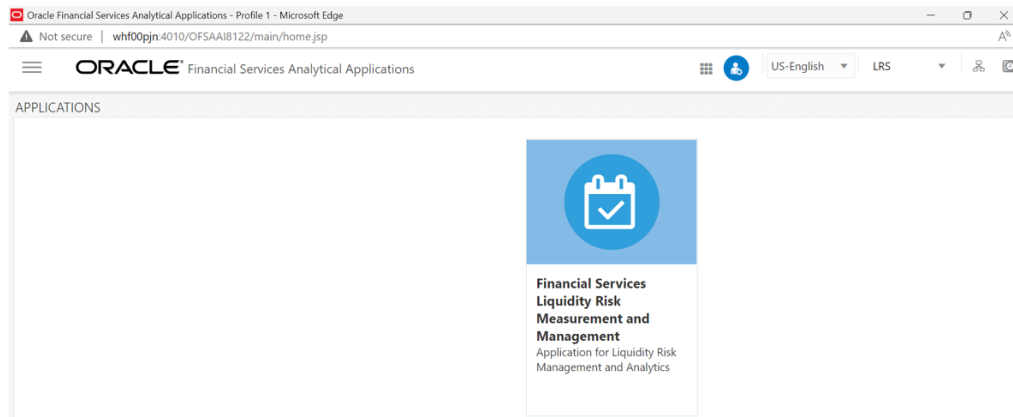 Oracle Financial Services Analytical Applications - Profile 1 - Microsoft Edge
Not secure | whf00pjn:4010/OFSAAI8122/main/home.jsp
ORACLE® Financial Services Analytical Applications US-English LRS
APPLICATIONS
Financial Services
Liquidity Risk
Measurement and
Management
Application for Liquidity Risk
Management and Analytics